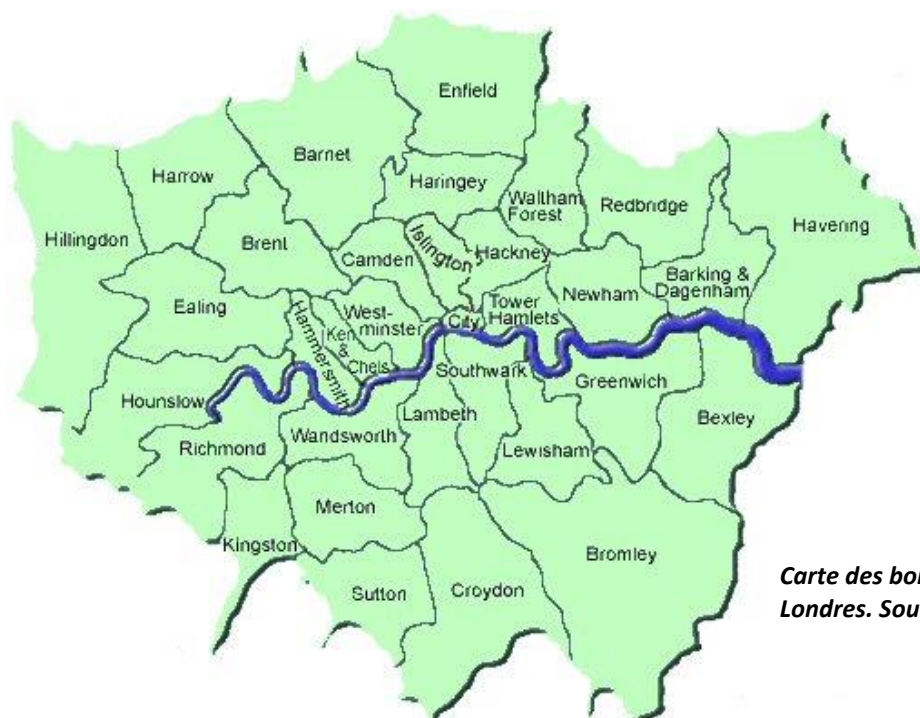 Enfield
Barnet
Harrow
Haringey
Waltham
Forest
Redbridge
Havering
Hillingdon
Brent
Camden
Islington
Hackney
Barking &
Dagenham
Ealing
West-
minster
City
Tower
Hamlets
Newham
Hammersmith
Ken
&
Chels
Southwark
Greenwich
Hounslow
Lambeth
Bexley
Richmond
Wandsworth
Lewisham
Merton
Kingston
Bromley
Sutton
Croydon
Carte des bo
Londres. Sou